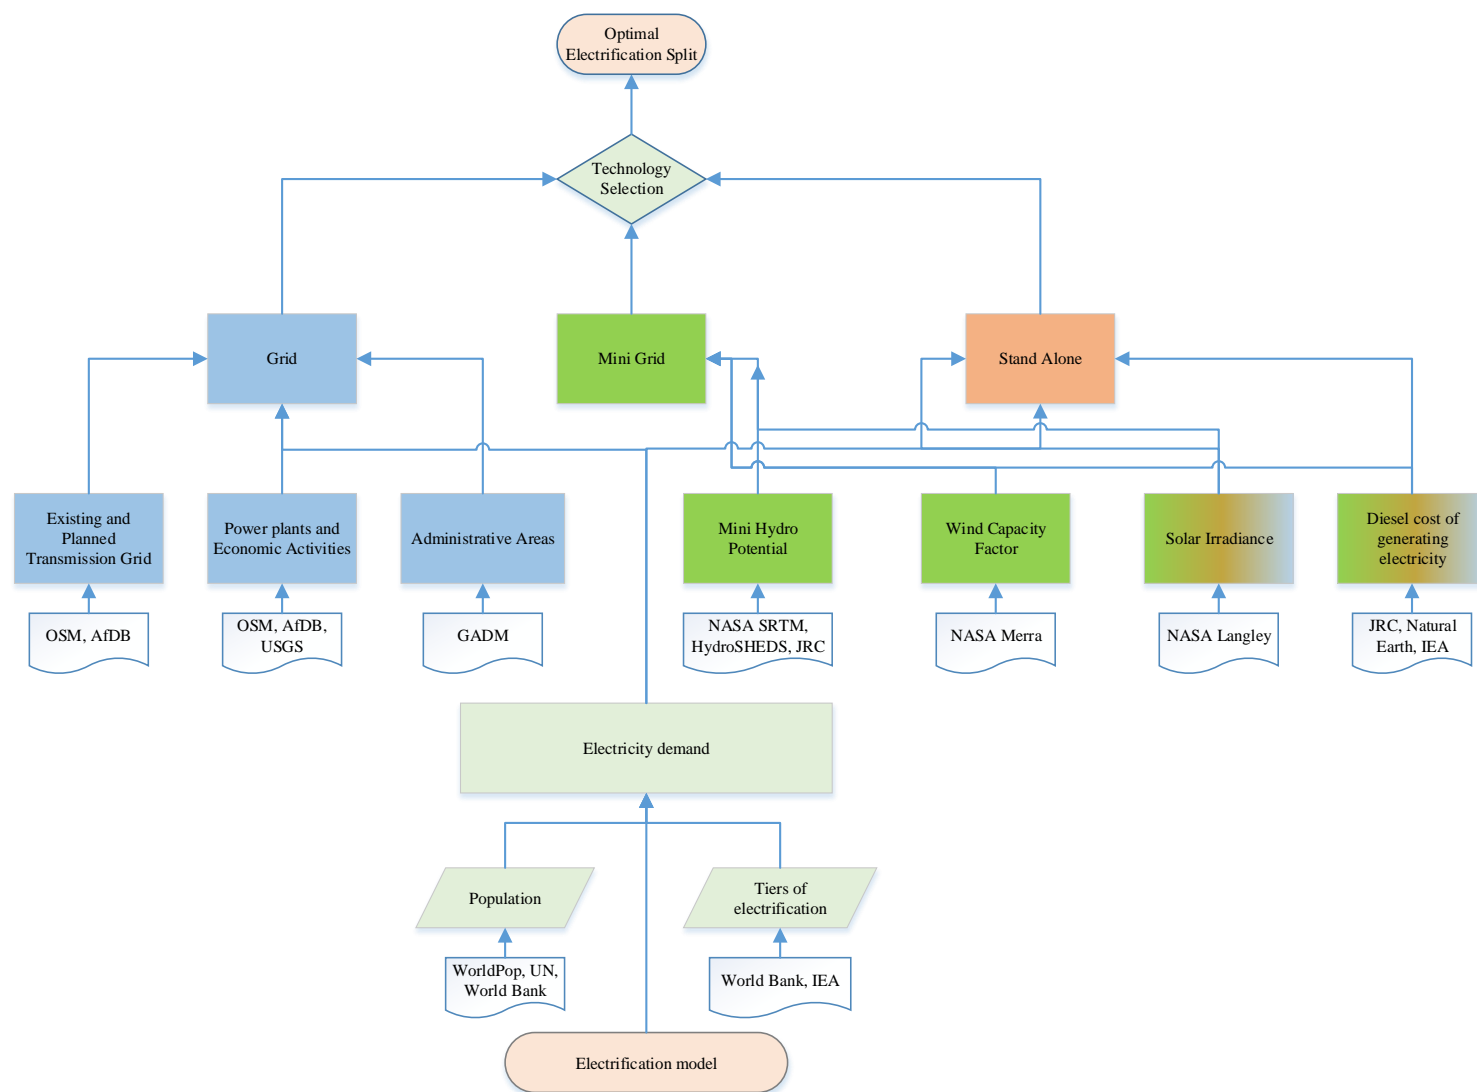 Optimal
Electrification Split
Technology
Selection
Grid
Mini Grid
Stand Alone
Existing and
Planned
Transmission Grid
Power plants and
Economic Activities
Administrative Areas
Mini Hydro
Potential
Wind Capacity
Factor
Solar Irradiance
Diesel cost of
generating
electricity
OSM, AfDB
OSM, AfDB,
USGS
GADM
NASA SRTM,
HydroSHEDS, JRC
NASA Merra
NASA Langley
JRC, Natural
Earth, IEA
Electricity demand
Population
Tiers of
electrification
WorldPop, UN,
World Bank
World Bank, IEA
Electrification model